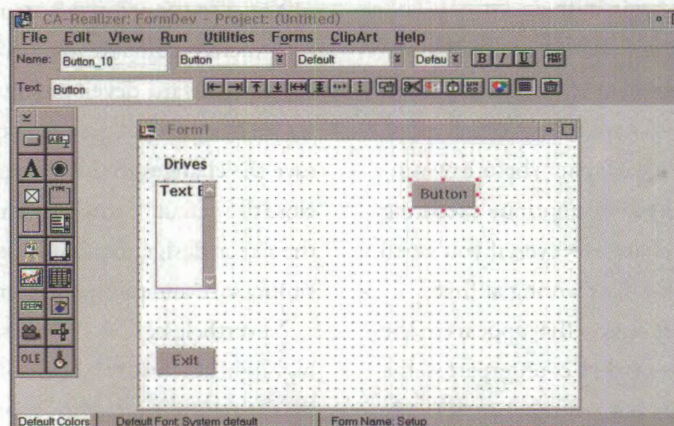 CA-Realizer: FormDev - Project: (Untitled)
File Edit View Run Utilities Forms ClipArt Help
Name: Button_10 Button Default Defau B I U
Text: Button
Form1
Drives
Text E
Button
A
Exit
OLE
Default Colors Default Font: System default Form Name: Setup